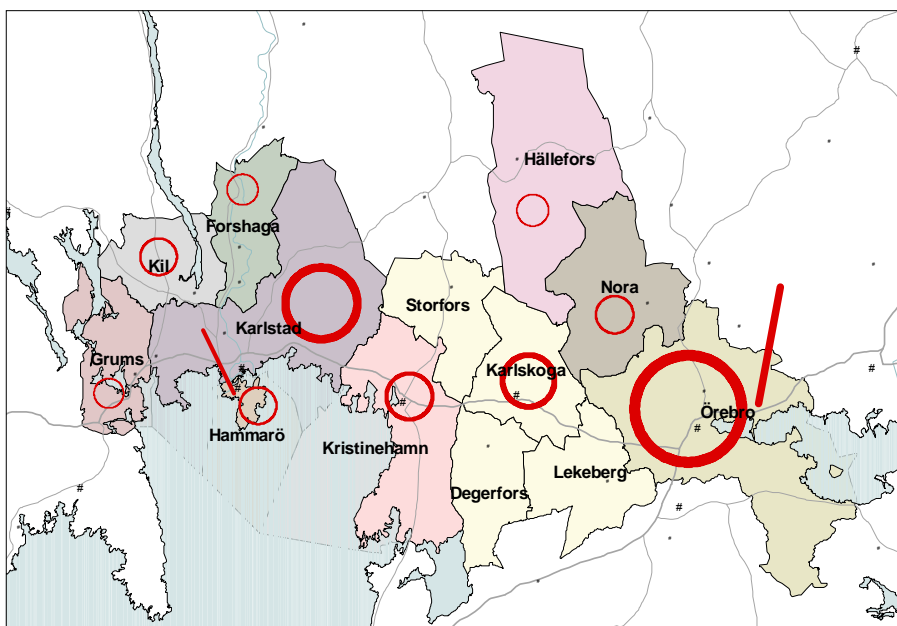 Hällefors
Forshaga
Kil
Nora
Storfors
Karlstad
Grums
Karlskoga
Örebro
Hammarö
Kristinehamn
Lekeberg
Degerfors